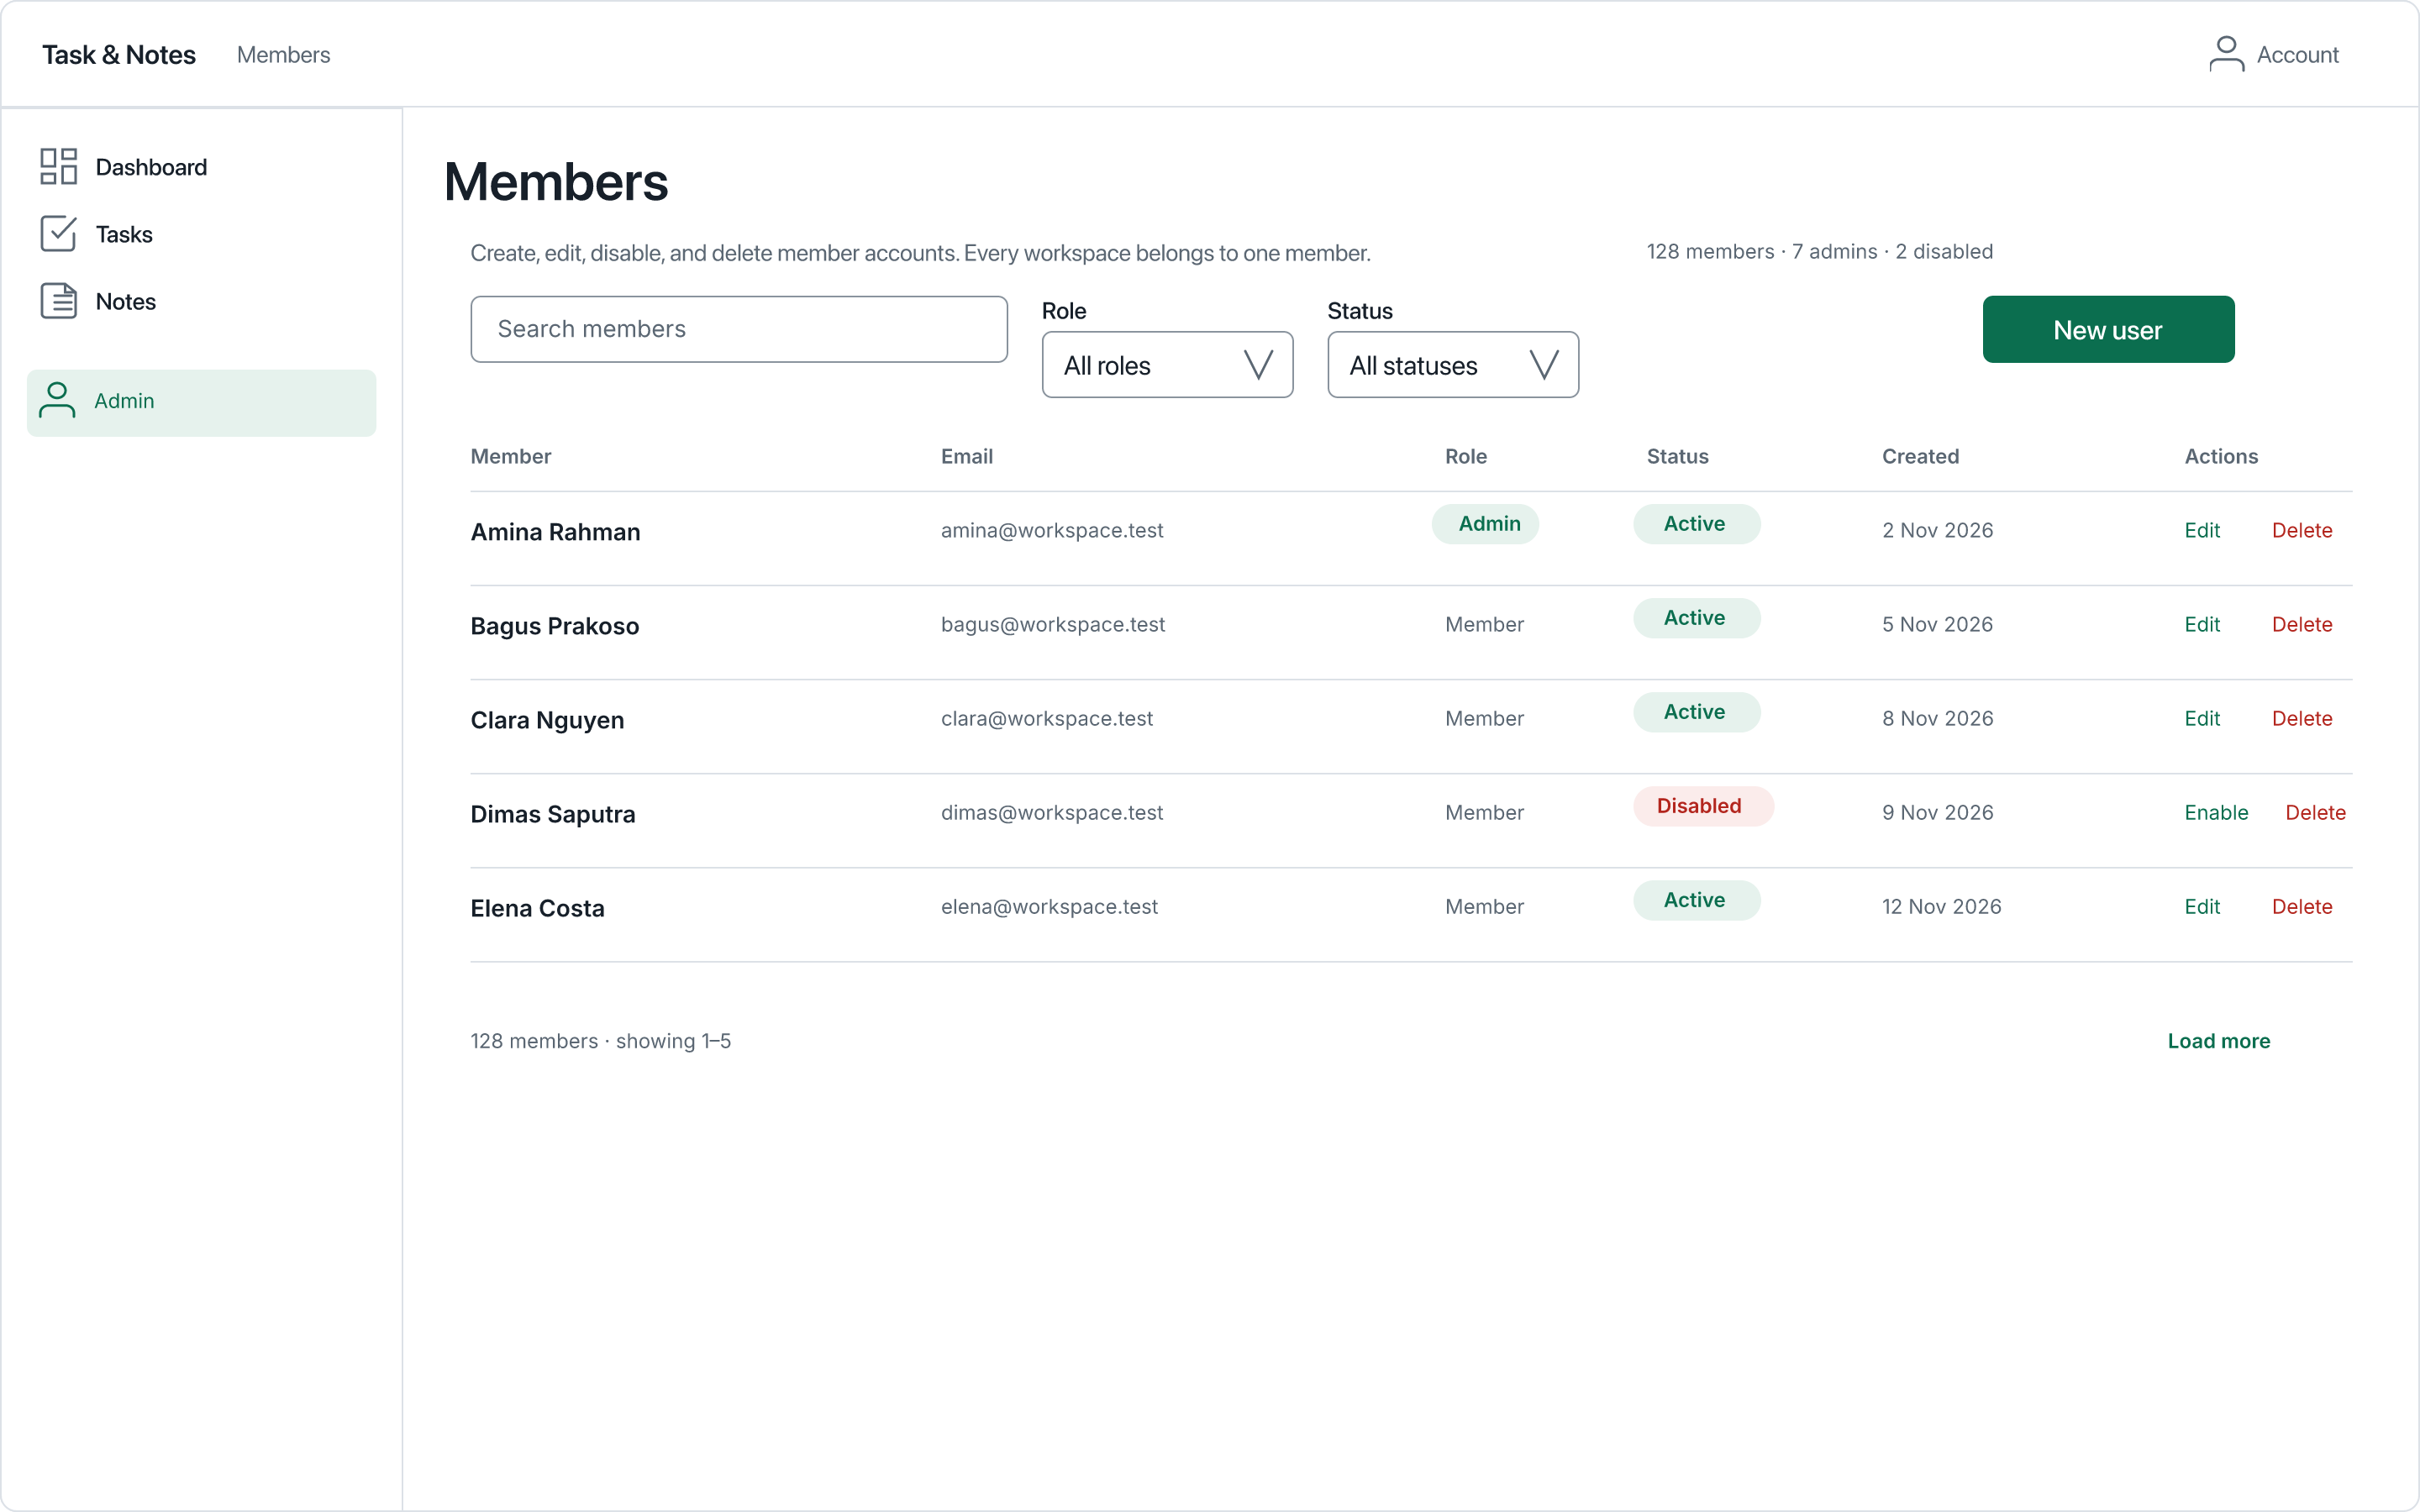 Task & Notes Members Account
Dashboard
Tasks
Notes
Admin
Members
Create, edit, disable, and delete member accounts. Every workspace belongs to one member. 128 members · 7 admins · 2 disabled
Search members
Role
All roles
Status
All statuses
New user
Member Email Role Status Created Actions
Amina Rahman amina@workspace.test Admin Active 2 Nov 2026 Edit Delete
Bagus Prakoso bagus@workspace.test Member Active 5 Nov 2026 Edit Delete
Clara Nguyen clara@workspace.test Member Active 8 Nov 2026 Edit Delete
Dimas Saputra dimas@workspace.test Member Disabled 9 Nov 2026 Enable Delete
Elena Costa elena@workspace.test Member Active 12 Nov 2026 Edit Delete
128 members · showing 1–5 Load more